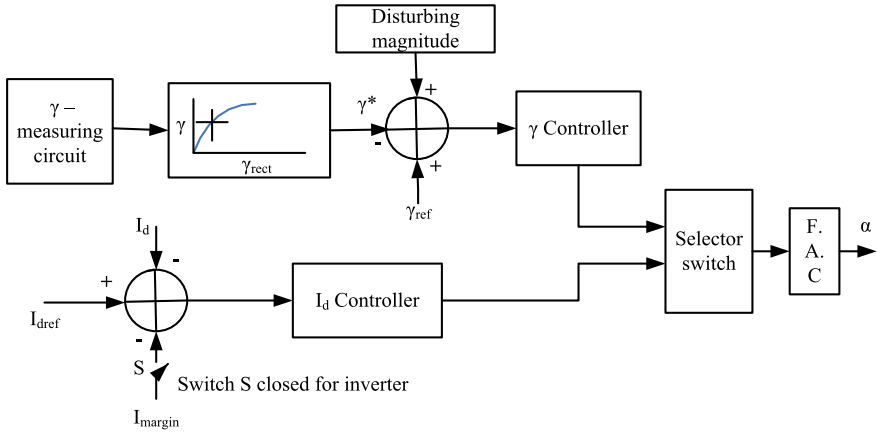 Disturbing
magnitude
γ –
measuring
circuit
γ
γrect
γ*
+
-
+
γref
γ Controller
Id
-
+
Idref
-
S
Imargin
Switch S closed for inverter
Id Controller
Selector
switch
F.
A.
C
α